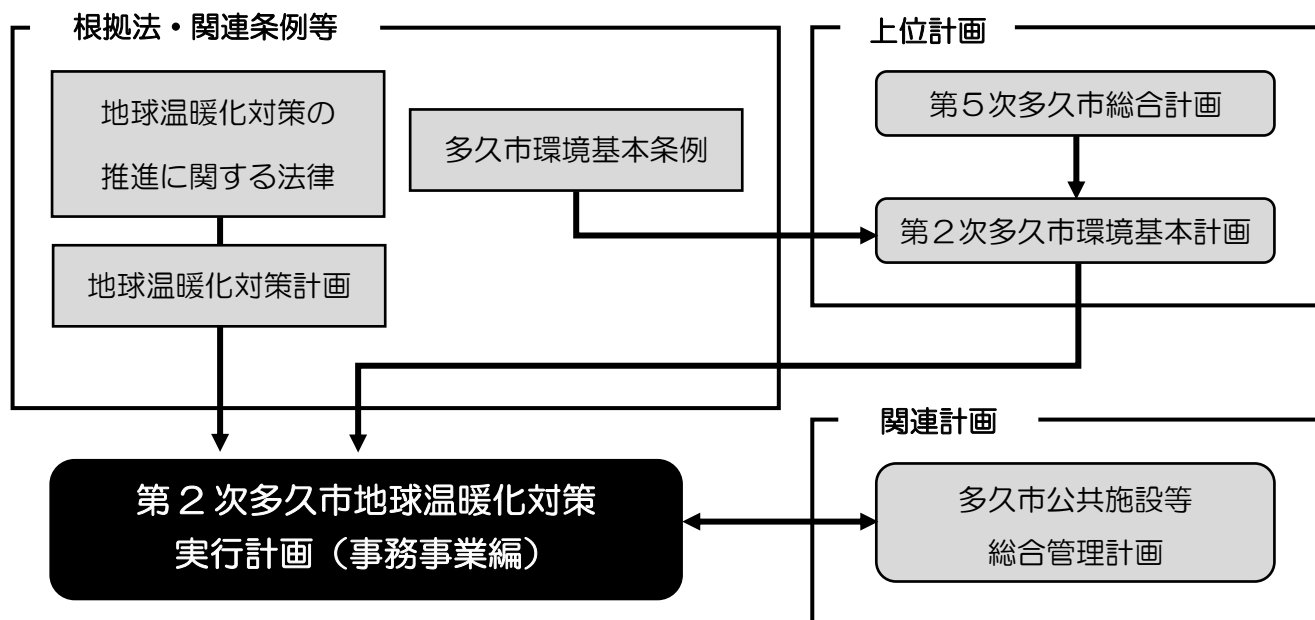 根拠法・関連条例等
地球温暖化対策の
推進に関する法律
地球温暖化対策計画
多久市環境基本条例
上位計画
第５次多久市総合計画
第２次多久市環境基本計画
第２次多久市地球温暖化対策
実行計画（事務事業編）
関連計画
多久市公共施設等
総合管理計画